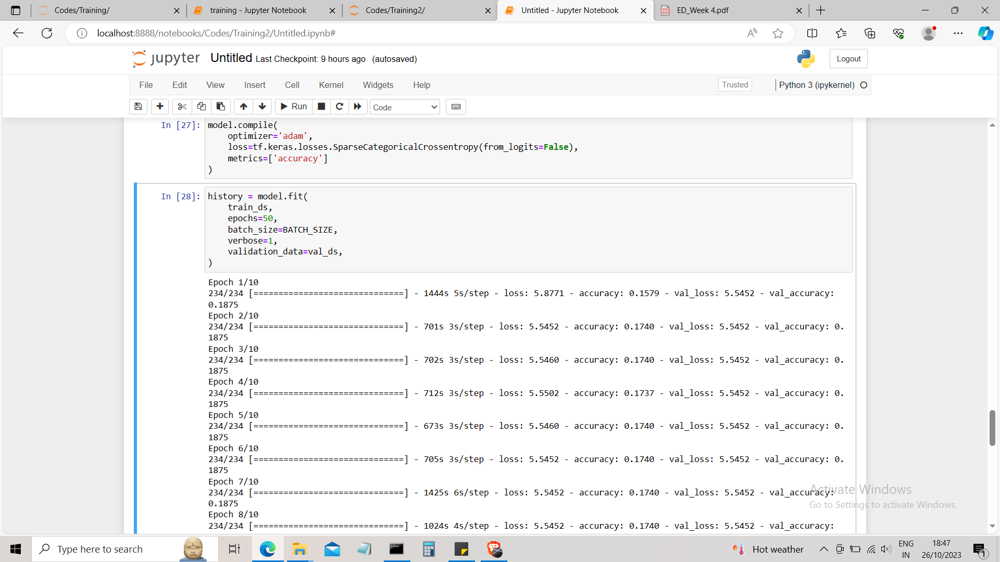 Codes/Training/
training - Jupyter Notebook
Codes/Training2/
Untitled - Jupyter Notebook
ED_Week 4.pdf
localhost:8888/notebooks/Codes/Training2/Untitled.ipynb#
jupyter Untitled Last Checkpoint: 9 hours ago (autosaved)
Logout
File Edit View Insert Cell Kernel Widgets Help
Trusted
Python 3 (ipykernel)
Run
Code
In [27]: model.compile(
optimizer='adam',
loss=tf.keras.losses.SparseCategoricalCrossentropy(from_logits=False),
metrics=['accuracy']
)
In [28]: history = model.fit(
train_ds,
epochs=50,
batch_size=BATCH_SIZE,
verbose=1,
validation_data=val_ds,
)
Epoch 1/10
234/234 [==============================] - 1444s 5s/step - loss: 5.8771 - accuracy: 0.1579 - val_loss: 5.5452 - val_accuracy:
0.1875
Epoch 2/10
234/234 [==============================] - 701s 3s/step - loss: 5.5452 - accuracy: 0.1740 - val_loss: 5.5452 - val_accuracy: 0.
1875
Epoch 3/10
234/234 [==============================] - 702s 3s/step - loss: 5.5460 - accuracy: 0.1740 - val_loss: 5.5452 - val_accuracy: 0.
1875
Epoch 4/10
234/234 [==============================] - 712s 3s/step - loss: 5.5502 - accuracy: 0.1737 - val_loss: 5.5452 - val_accuracy: 0.
1875
Epoch 5/10
234/234 [==============================] - 673s 3s/step - loss: 5.5460 - accuracy: 0.1740 - val_loss: 5.5452 - val_accuracy: 0.
1875
Epoch 6/10
234/234 [==============================] - 705s 3s/step - loss: 5.5452 - accuracy: 0.1740 - val_loss: 5.5452 - val_accuracy: 0.
1875
Epoch 7/10
234/234 [==============================] - 1425s 6s/step - loss: 5.5452 - accuracy: 0.1740 - val_loss: 5.5452 - val_accuracy:
0.1875
Epoch 8/10
234/234 [==============================] - 1024s 4s/step - loss: 5.5452 - accuracy: 0.1740 - val_loss: 5.5452 - val_accuracy:
Activate Windows
Go to Settings to activate Windows.
Type here to search
Hot weather
ENG
IN
18:47
26/10/2023
1